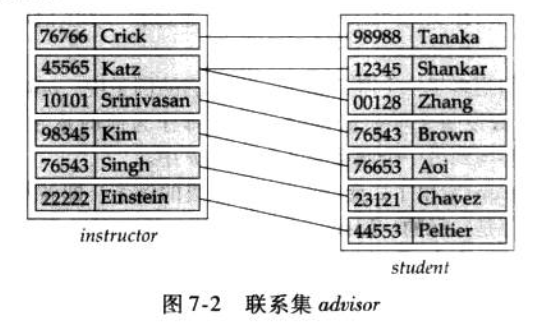 76766 Crick
45565 Katz
10101 Srinivasan
98345 Kim
76543 Singh
22222 Einstein
instructor
98988 Tanaka
12345 Shankar
00128 Zhang
76543 Brown
76653 Aoi
23121 Chavez
44553 Peltier
student
图 7-2 联系集 advisor